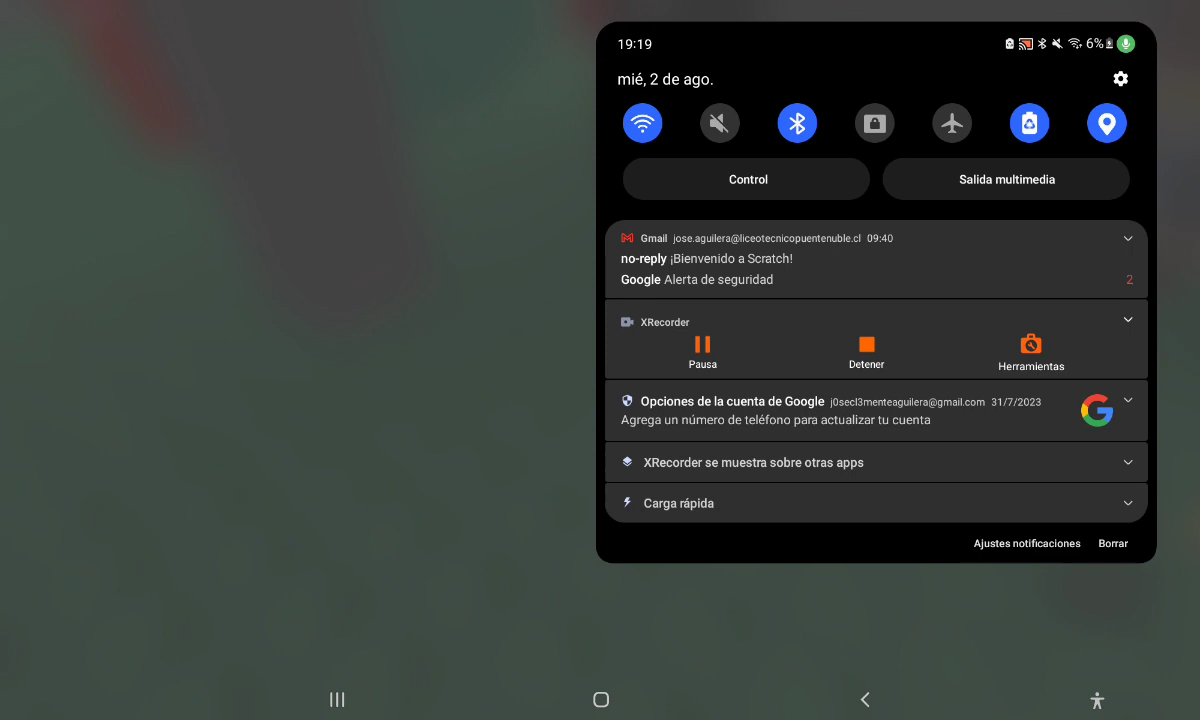 19:19
6%
mié, 2 de ago.
Control
Salida multimedia
Gmail jose.aguilera@liceotecnicopuentenuble.cl 09:40
no-reply ¡Bienvenido a Scratch!
Google Alerta de seguridad
2
XRecorder
Pausa
Detener
Herramientas
Opciones de la cuenta de Google j0secl3menteaguilera@gmail.com 31/7/2023
Agrega un número de teléfono para actualizar tu cuenta
XRecorder se muestra sobre otras apps
Carga rápida
Ajustes notificaciones
Borrar